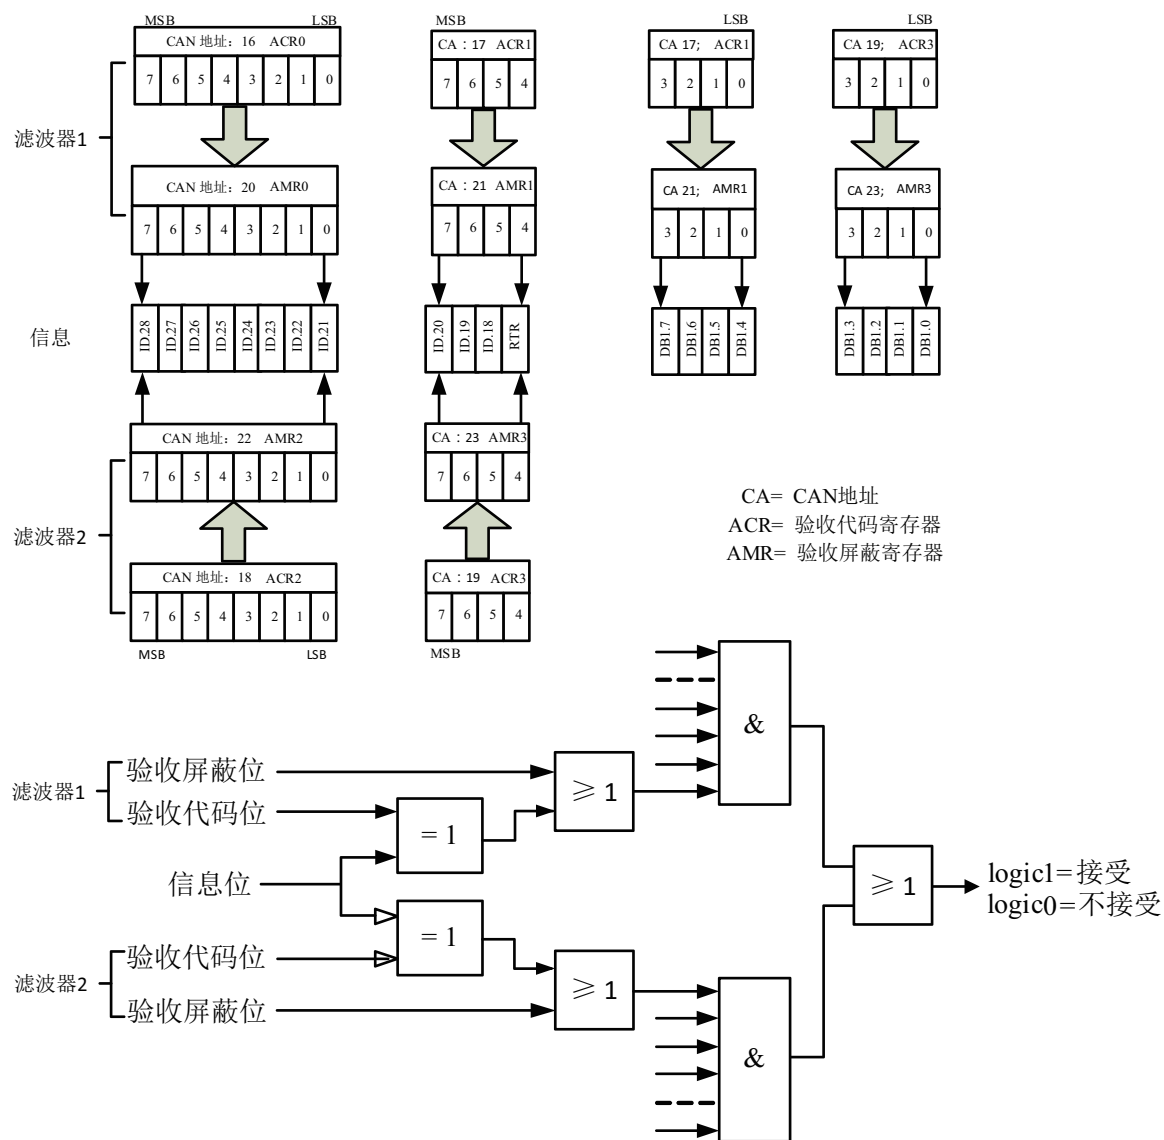 MSB LSB MSB LSB LSB
CAN 地址：16 ACR0 CA：17 ACR1 CA 17; ACR1 CA 19; ACR3
7 6 5 4 3 2 1 0 7 6 5 4 3 2 1 0 3 2 1 0
滤波器1
CAN 地址：20 AMR0 CA：21 AMR1 CA 21; AMR1 CA 23; AMR3
7 6 5 4 3 2 1 0 7 6 5 4 3 2 1 0 3 2 1 0
信息
ID.28 ID.27 ID.26 ID.25 ID.24 ID.23 ID.22 ID.21 ID.20 ID.19 ID.18 RTR DB1.7 DB1.6 DB1.5 DB1.4 DB1.3 DB1.2 DB1.1 DB1.0
CAN 地址：22 AMR2 CA：23 AMR3
7 6 5 4 3 2 1 0 7 6 5 4
滤波器2
CAN 地址：18 ACR2 CA：19 ACR3
7 6 5 4 3 2 1 0 7 6 5 4
MSB LSB MSB
CA= CAN地址
ACR= 验收代码寄存器
AMR= 验收屏蔽寄存器
&
滤波器1
验收屏蔽位
≥ 1
验收代码位
= 1
信息位
≥ 1
logic1=接受
logic0=不接受
= 1
滤波器2
验收代码位
≥ 1
验收屏蔽位
&